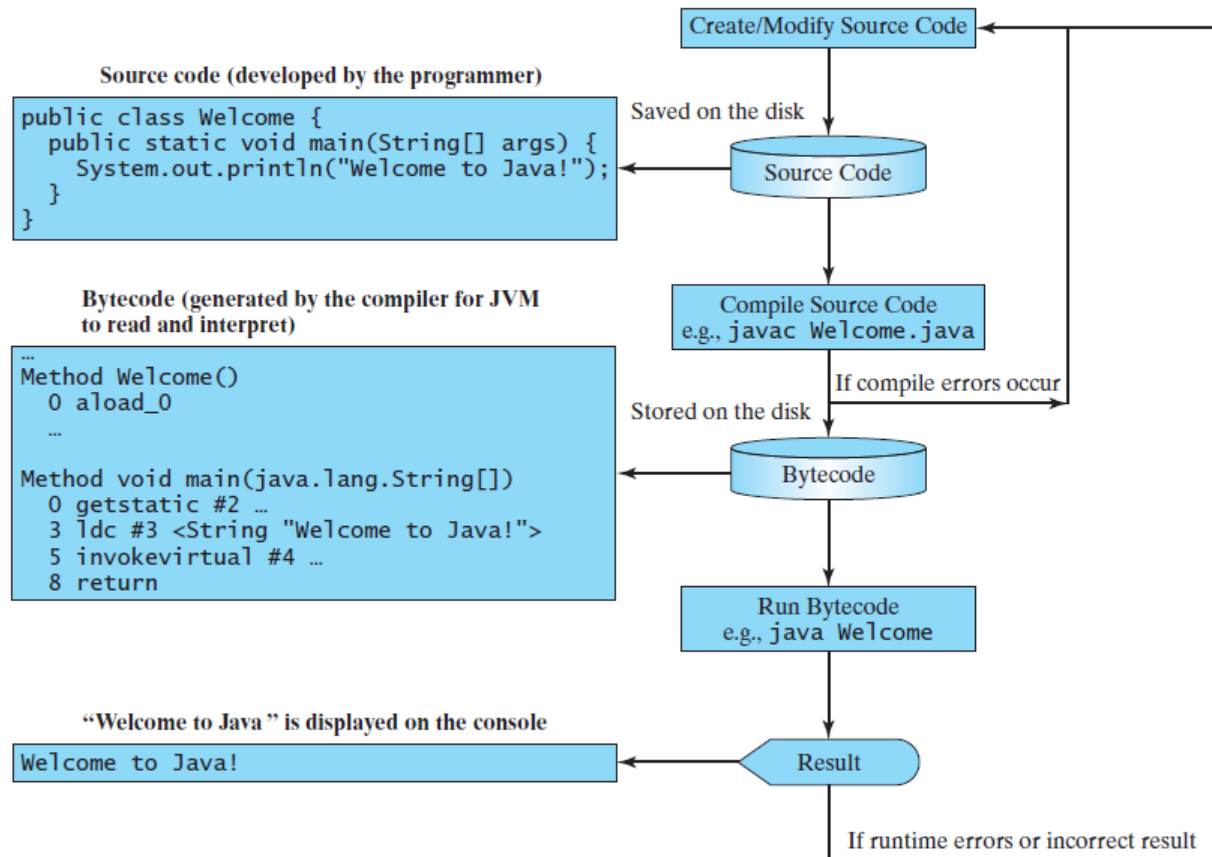 Create/Modify Source Code
Source code (developed by the programmer)
public class Welcome {
  public static void main(String[] args) {
    System.out.println("Welcome to Java!");
  }
}
Saved on the disk
Source Code
Compile Source Code
e.g., javac Welcome.java
If compile errors occur
Bytecode (generated by the compiler for JVM
to read and interpret)
…
Method Welcome()
  0 aload_0
  …
Method void main(java.lang.String[])
  0 getstatic #2 …
  3 ldc #3 <String "Welcome to Java!">
  5 invokevirtual #4 …
  8 return
Stored on the disk
Bytecode
Run Bytecode
e.g., java Welcome
“Welcome to Java” is displayed on the console
Welcome to Java!
Result
If runtime errors or incorrect result